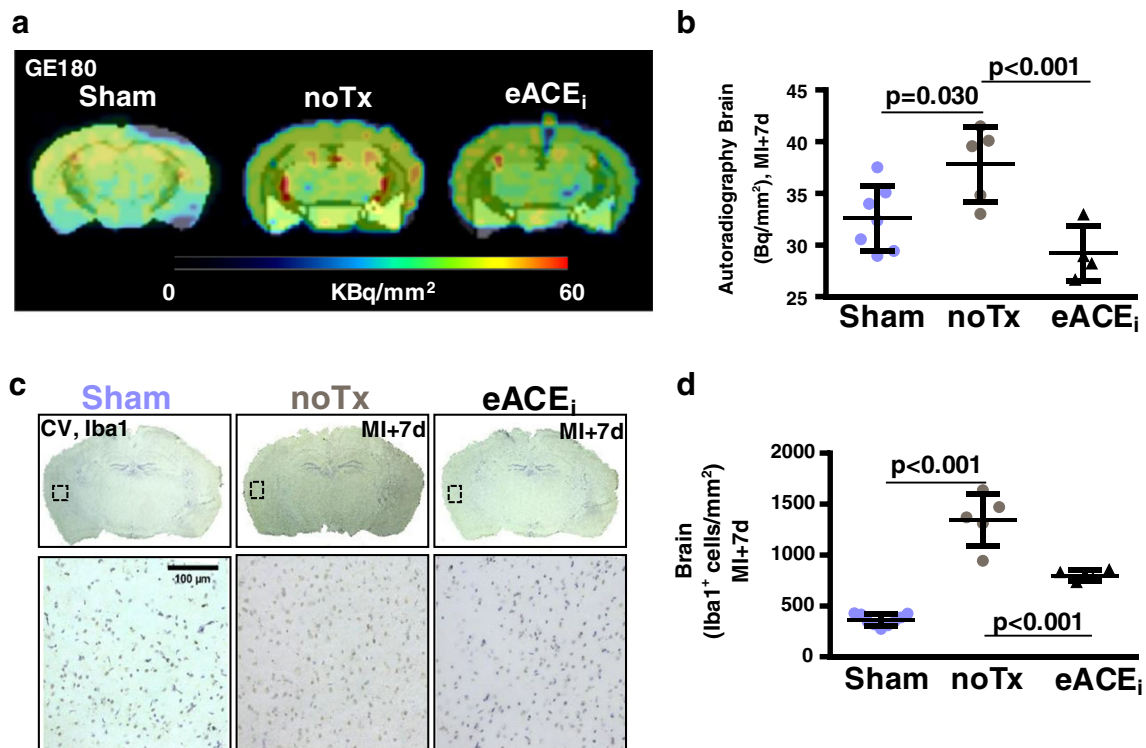 a
GE180
Sham noTx eACEi
0 KBq/mm² 60
b
p<0.001
p=0.030
Autoradiography Brain
(Bq/mm²), MI+7d
45
40
35
30
25
Sham noTx eACEi
c
Sham noTx eACEi
CV, Iba1 MI+7d MI+7d
100 µm
d
Brain
(Iba1⁺ cells/mm²)
MI+7d
2000
1500
1000
500
0
p<0.001
p<0.001
Sham noTx eACEi